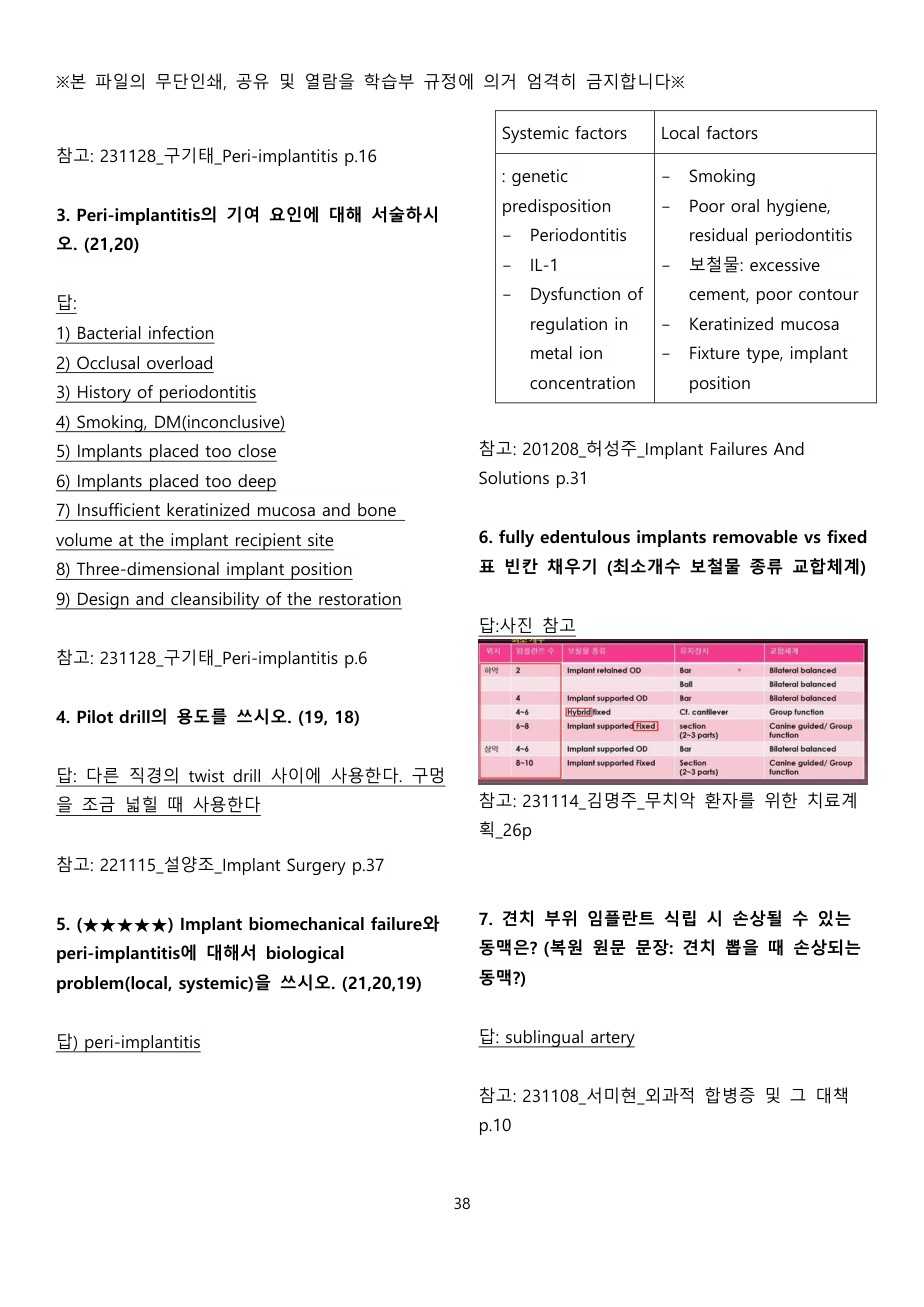 ※본 파일의 무단인쇄, 공유 및 열람을 학습부 규정에 의거 엄격히 금지합니다※
참고: 231128_구기태_Peri-implantitis p.16
3. Peri-implantitis의 기여 요인에 대해 서술하시
오. (21,20)
답:
1) Bacterial infection
2) Occlusal overload
3) History of periodontitis
4) Smoking, DM(inconclusive)
5) Implants placed too close
6) Implants placed too deep
7) Insufficient keratinized mucosa and bone
volume at the implant recipient site
8) Three-dimensional implant position
9) Design and cleansibility of the restoration
참고: 231128_구기태_Peri-implantitis p.6
4. Pilot drill의 용도를 쓰시오. (19, 18)
답: 다른 직경의 twist drill 사이에 사용한다. 구멍
을 조금 넓힐 때 사용한다
참고: 221115_설양조_Implant Surgery p.37
5. (★★★★★) Implant biomechanical failure와
peri-implantitis에 대해서 biological
problem(local, systemic)을 쓰시오. (21,20,19)
답) peri-implantitis
Systemic factors
: genetic
predisposition
– Periodontitis
– IL-1
– Dysfunction of
regulation in
metal ion
concentration
Local factors
– Smoking
– Poor oral hygiene,
residual periodontitis
– 보철물: excessive
cement, poor contour
– Keratinized mucosa
– Fixture type, implant
position
참고: 201208_허성주_Implant Failures And
Solutions p.31
6. fully edentulous implants removable vs fixed
표 빈칸 채우기 (최소개수 보철물 종류 교합체계)
답:사진 참고
위치 임플란트 수 보철물 종류 유지장치 교합체계
하악 2 Implant retained OD Bar Bilateral balanced
Ball Bilateral balanced
4 Implant supported OD Bar Bilateral balanced
4~6 Hybrid fixed Cf. cantilever Group function
6~8 Implant supported Fixed section Canine guided/ Group
(2~3 parts) function
상악 4~6 Implant supported OD Bar Bilateral balanced
8~10 Implant supported Fixed Section Canine guided/ Group
(2~3 parts) function
참고: 231114_김명주_무치악 환자를 위한 치료계
획_26p
7. 견치 부위 임플란트 식립 시 손상될 수 있는
동맥은? (복원 원문 문장: 견치 뽑을 때 손상되는
동맥?)
답: sublingual artery
참고: 231108_서미현_외과적 합병증 및 그 대책
p.10
38